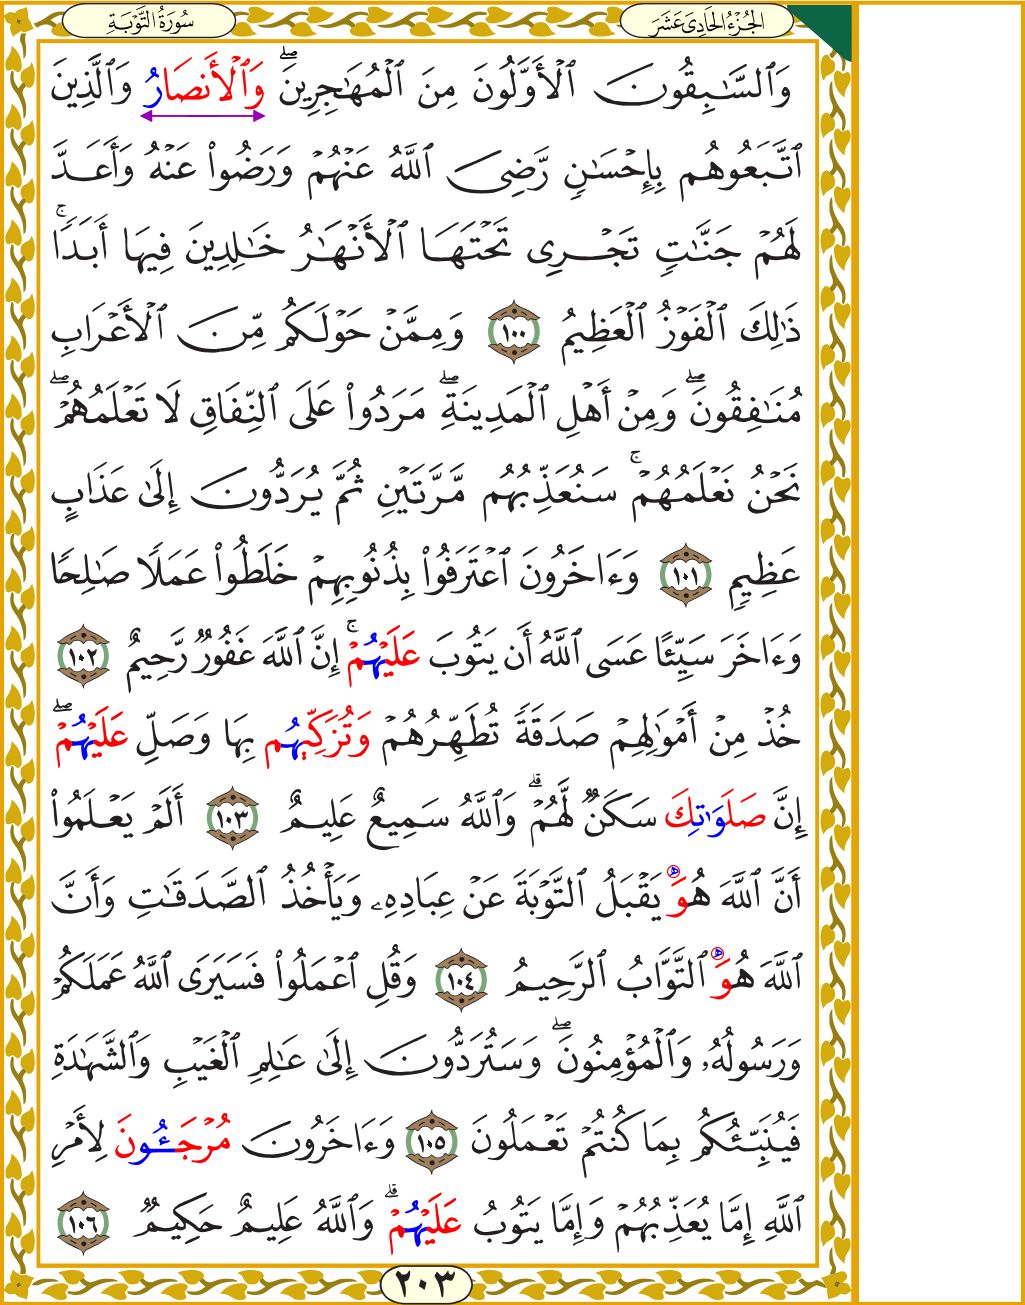 الجُزْءُ الحَادِىَ عَشَرَ
سُورَةُ التَّوۡبَةِ
وَٱلسَّـٰبِقُونَ ٱلۡأَوَّلُونَ مِنَ ٱلۡمُهَـٰجِرِينَۖ وَٱلۡأَنصَارُ وَٱلَّذِينَ
ٱتَّبَعُوهُم بِإِحۡسَـٰنٍ رَّضِىَ ٱللَّهُ عَنۡهُمۡ وَرَضُوا۟ عَنۡهُ وَأَعَدَّ
لَهُمۡ جَنَّـٰتٍ تَجۡرِى تَحۡتَهَا ٱلۡأَنۡهَـٰرُ خَـٰلِدِينَ فِيهَا أَبَدًاۚ
ذَٰلِكَ ٱلۡفَوۡزُ ٱلۡعَظِيمُ ١٠٠ وَمِمَّنۡ حَوۡلَكُم مِّنَ ٱلۡأَعۡرَابِ
مُنَـٰفِقُونَۖ وَمِنۡ أَهۡلِ ٱلۡمَدِينَةِۖ مَرَدُوا۟ عَلَى ٱلنِّفَاقِ لَا تَعۡلَمُهُمۡۖ
نَحۡنُ نَعۡلَمُهُمۡۚ سَنُعَذِّبُهُم مَّرَّتَيۡنِ ثُمَّ يُرَدُّونَ إِلَىٰ عَذَابٍ
عَظِيمٍ ١٠١ وَءَاخَرُونَ ٱعۡتَرَفُوا۟ بِذُنُوبِهِمۡ خَلَطُوا۟ عَمَلًا صَـٰلِحًا
وَءَاخَرَ سَيِّئًا عَسَى ٱللَّهُ أَن يَتُوبَ عَلَيۡهُمۡۚ إِنَّ ٱللَّهَ غَفُورٌ رَّحِيمٌ ١٠٢
خُذۡ مِنۡ أَمۡوَٰلِهِمۡ صَدَقَةً تُطَهِّرُهُمۡ وَتُزَكِّيهُم بِهَا وَصَلِّ عَلَيۡهُمۡۖ
إِنَّ صَلَوَٰتِكَ سَكَنٌ لَّهُمۡۗ وَٱللَّهُ سَمِيعٌ عَلِيمٌ ١٠٣ أَلَمۡ يَعۡلَمُوا۟
أَنَّ ٱللَّهَ هُوَ يَقۡبَلُ ٱلتَّوۡبَةَ عَنۡ عِبَادِهِۦ وَيَأۡخُذُ ٱلصَّدَقَـٰتِ وَأَنَّ
ٱللَّهَ هُوَ ٱلتَّوَّابُ ٱلرَّحِيمُ ١٠٤ وَقُلِ ٱعۡمَلُوا۟ فَسَيَرَى ٱللَّهُ عَمَلَكُمۡ
وَرَسُولُهُۥ وَٱلۡمُؤۡمِنُونَۖ وَسَتُرَدُّونَ إِلَىٰ عَـٰلِمِ ٱلۡغَيۡبِ وَٱلشَّهَـٰدَةِ
فَيُنَبِّئُكُم بِمَا كُنتُمۡ تَعۡمَلُونَ ١٠٥ وَءَاخَرُونَ مُرۡجَـُٔونَ لِأَمۡرِ
ٱللَّهِ إِمَّا يُعَذِّبُهُمۡ وَإِمَّا يَتُوبُ عَلَيۡهُمۡۗ وَٱللَّهُ عَلِيمٌ حَكِيمٌ ١٠٦
٢٠٣